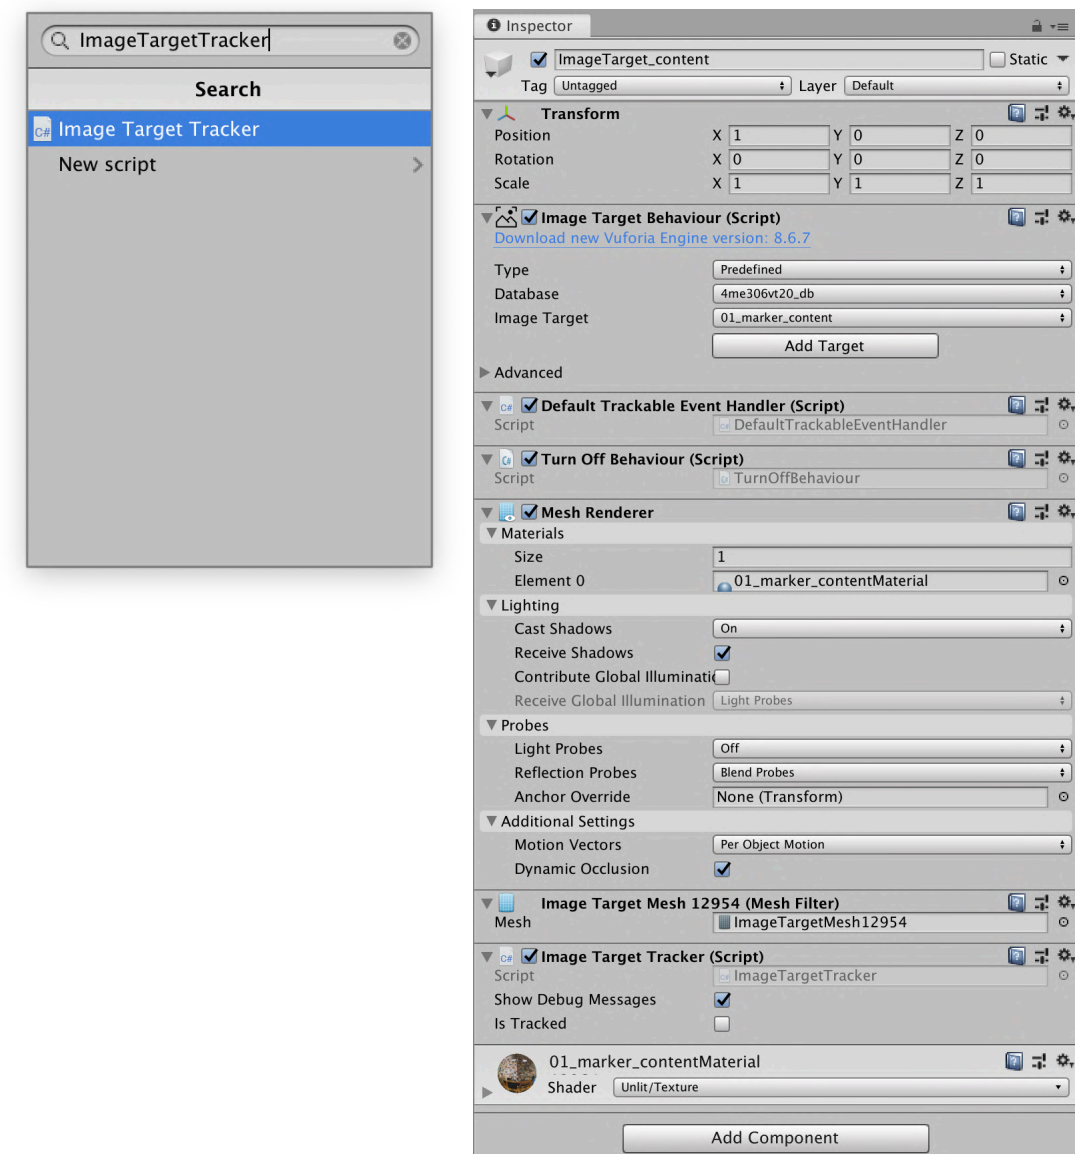 ImageTargetTracker
Search
Image Target Tracker
New script
Inspector
ImageTarget_content Static
Tag Untagged Layer Default
Transform
Position X 1 Y 0 Z 0
Rotation X 0 Y 0 Z 0
Scale X 1 Y 1 Z 1
Image Target Behaviour (Script)
Download new Vuforia Engine version: 8.6.7
Type Predefined
Database 4me306vt20_db
Image Target 01_marker_content
Add Target
Advanced
C# Default Trackable Event Handler (Script)
Script DefaultTrackableEventHandler
C# Turn Off Behaviour (Script)
Script TurnOffBehaviour
Mesh Renderer
Materials
Size 1
Element 0 01_marker_contentMaterial
Lighting
Cast Shadows On
Receive Shadows
Contribute Global Illuminati
Receive Global Illumination Light Probes
Probes
Light Probes Off
Reflection Probes Blend Probes
Anchor Override None (Transform)
Additional Settings
Motion Vectors Per Object Motion
Dynamic Occlusion
Image Target Mesh 12954 (Mesh Filter)
Mesh ImageTargetMesh12954
C# Image Target Tracker (Script)
Script ImageTargetTracker
Show Debug Messages
Is Tracked
01_marker_contentMaterial
Shader Unlit/Texture
Add Component